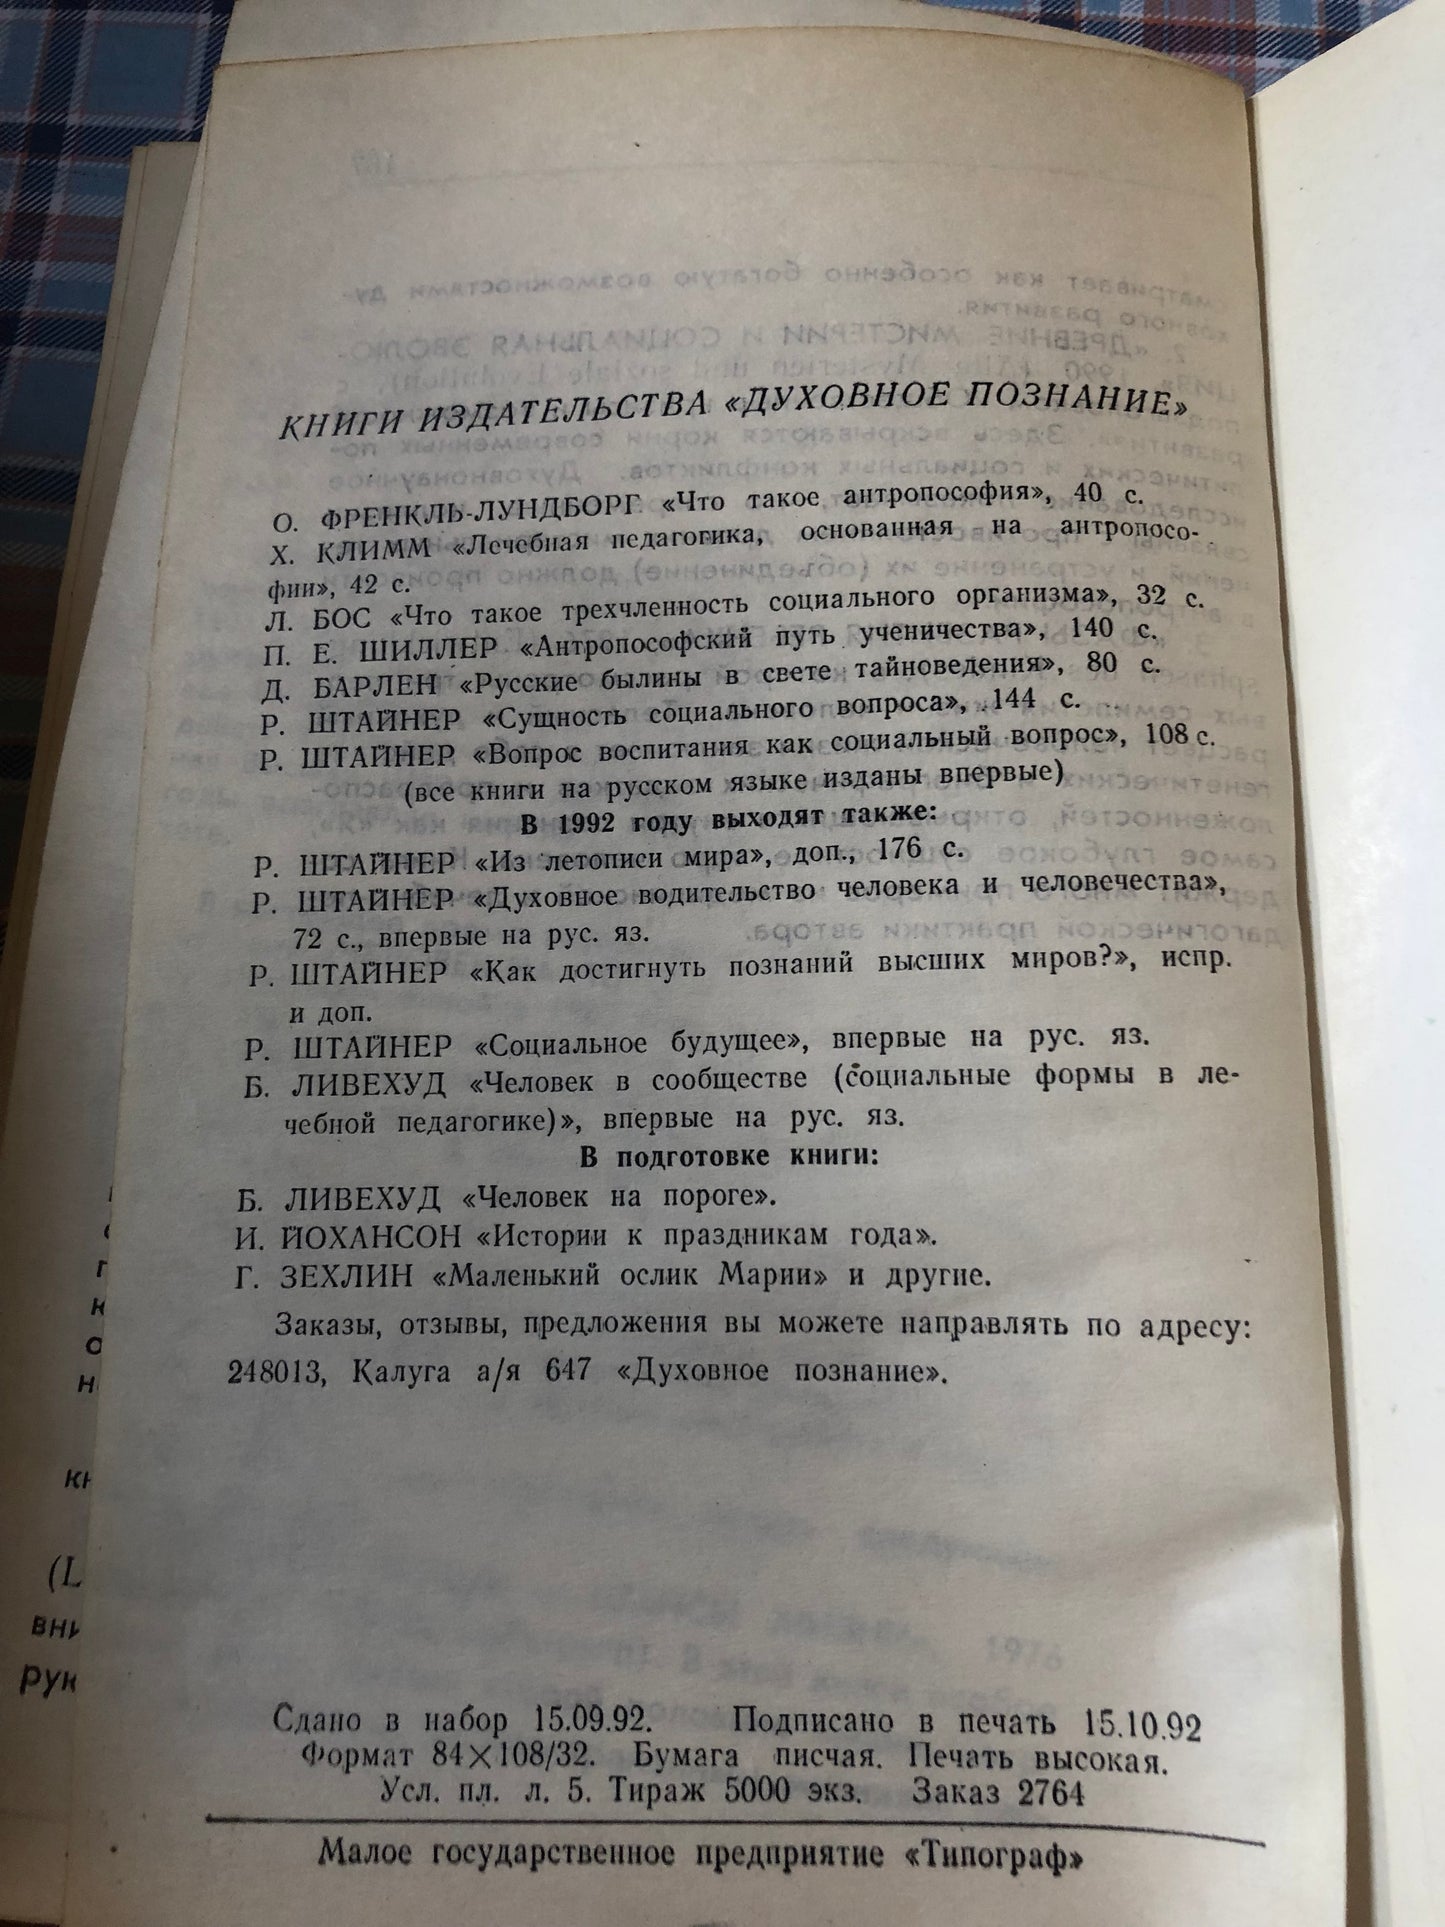 КНИГИ ИЗДАТЕЛЬСТВА «ДУХОВНОЕ ПОЗНАНИЕ»
О. ФРЕНКЛЬ-ЛУНДБОРГ «Что такое антропософия», 40 с.
Х. КЛИММ «Лечебная педагогика, основанная на антропосо-
фии», 42 с.
Л. БОС «Что такое трехчленность социального организма», 32 с.
П. Е. ШИЛЛЕР «Антропософский путь ученичества», 140 с.
Д. БАРЛЕН «Русские былины в свете тайноведения», 80 с.
Р. ШТАЙНЕР «Сущность социального вопроса», 144 с.
Р. ШТАЙНЕР «Вопрос воспитания как социальный вопрос», 108 с.
(все книги на русском языке изданы впервые)
В 1992 году выходят также:
Р. ШТАЙНЕР «Из летописи мира», доп., 176 с.
Р. ШТАЙНЕР «Духовное водительство человека и человечества»,
72 с., впервые на рус. яз.
Р. ШТАЙНЕР «Как достигнуть познаний высших миров?», испр.
и доп.
Р. ШТАЙНЕР «Социальное будущее», впервые на рус. яз.
Б. ЛИВЕХУД «Человек в сообществе (социальные формы в ле-
чебной педагогике)», впервые на рус. яз.
В подготовке книги:
Б. ЛИВЕХУД «Человек на пороге».
И. ЙОХАНСОН «Истории к праздникам года».
Г. ЗЕХЛИН «Маленький ослик Марии» и другие.
Заказы, отзывы, предложения вы можете направлять по адресу:
248013, Калуга а/я 647 «Духовное познание».
Сдано в набор 15.09.92. Подписано в печать 15.10.92
Формат 84×108/32. Бумага писчая. Печать высокая.
Усл. пл. л. 5. Тираж 5000 экз. Заказ 2764
Малое государственное предприятие «Типограф»